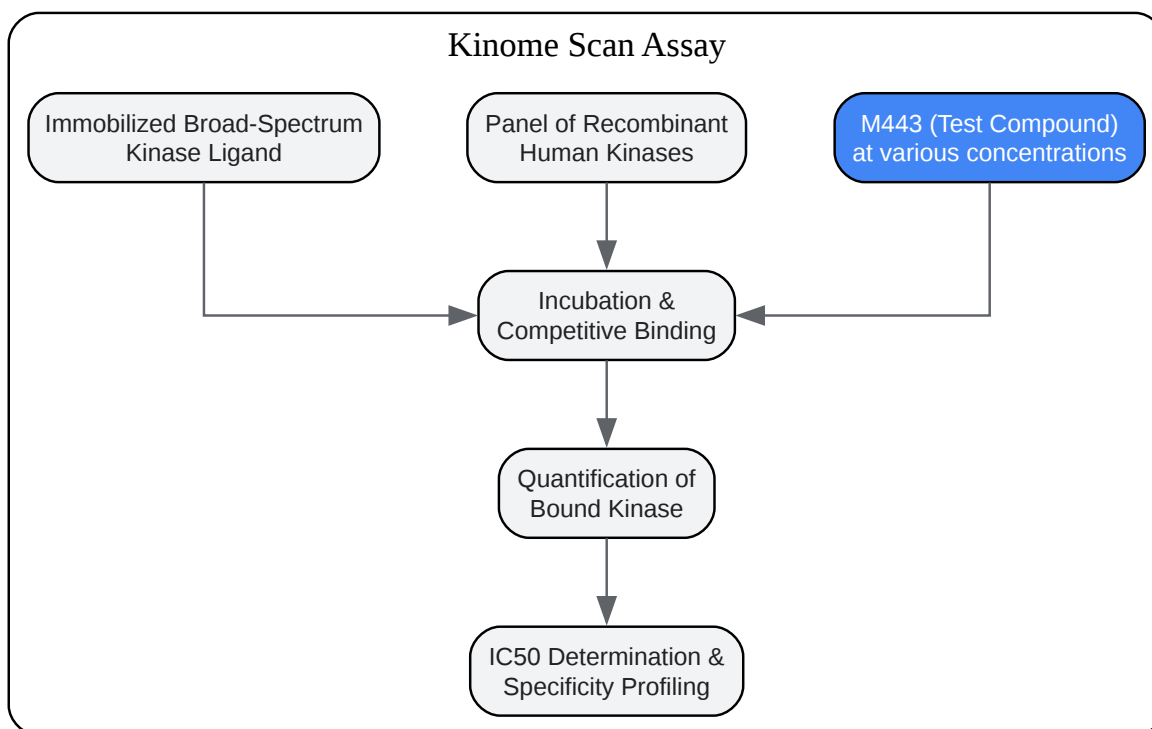 Kinome Scan Assay
Immobilized Broad-Spectrum
Kinase Ligand
Panel of Recombinant
Human Kinases
M443 (Test Compound)
at various concentrations
Incubation &
Competitive Binding
Quantification of
Bound Kinase
IC50 Determination &
Specificity Profiling